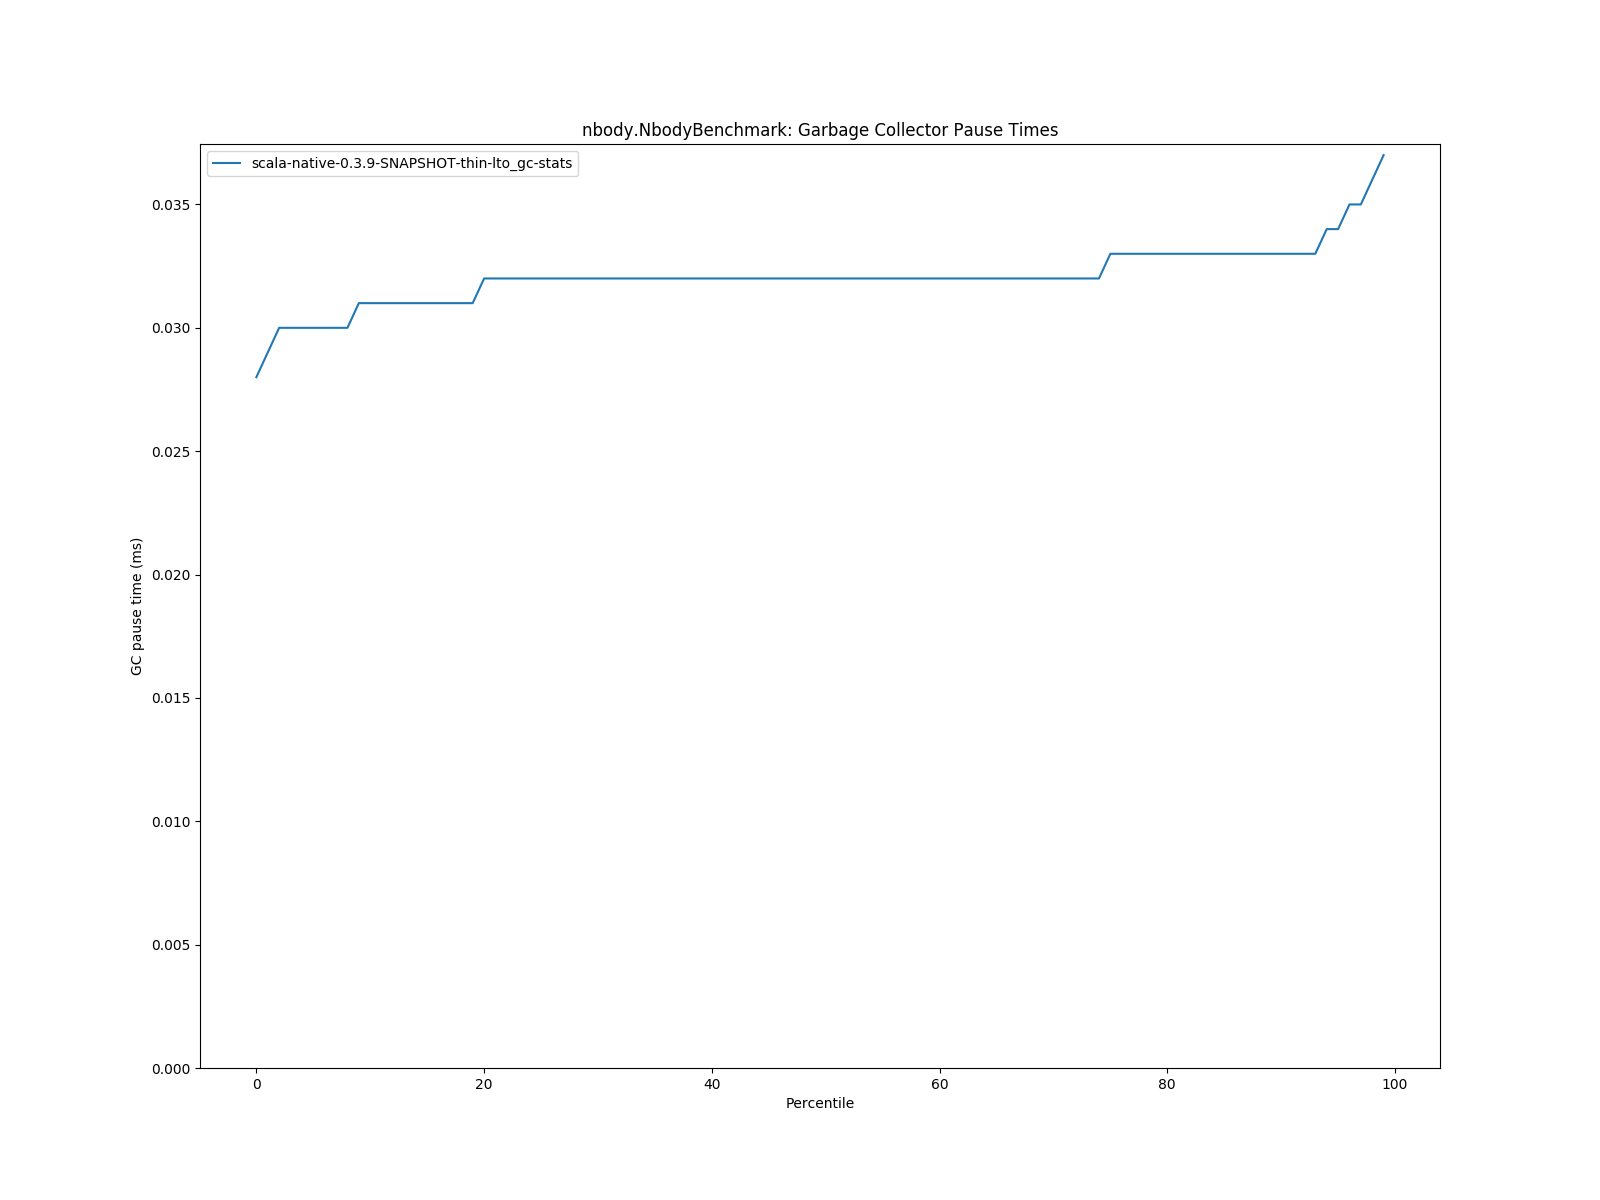 nbody.NbodyBenchmark: Garbage Collector Pause Times
scala-native-0.3.9-SNAPSHOT-thin-lto_gc-stats
0.035
0.030
0.025
0.020
0.015
0.010
0.005
0.000
GC pause time (ms)
0 20 40 60 80 100
Percentile